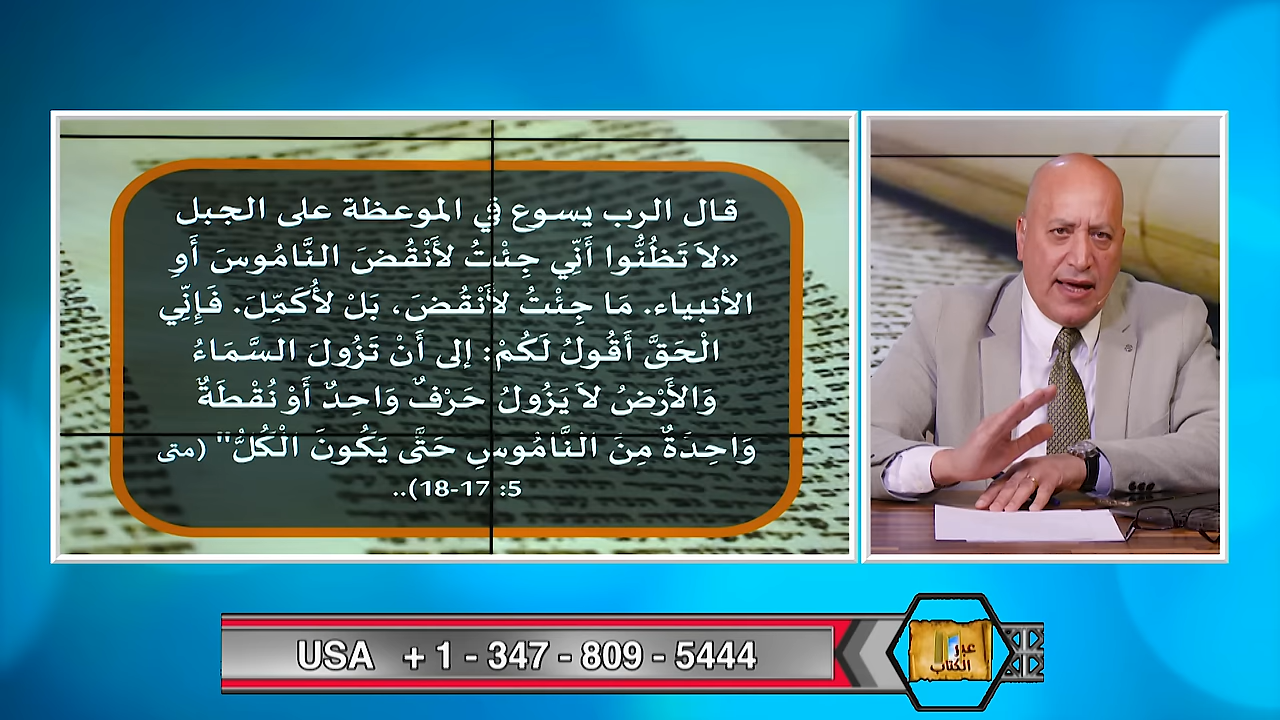 قال الرب يسوع في الموعظة على الجبل
«لاَ تَظُنُّوا أَنِّي جِئْتُ لأَنْقُضَ النَّامُوسَ أَوِ
الأنبياء. مَا جِئْتُ لأَنْقُضَ، بَلْ لأُكَمِّلَ. فَإِنِّي
الْحَقَّ أَقُولُ لَكُمْ: إلى أَنْ تَزُولَ السَّمَاءُ
وَالأَرْضُ لاَ يَزُولُ حَرْفٌ وَاحِدٌ أَوْ نُقْطَةٌ
وَاحِدَةٌ مِنَ النَّامُوسِ حَتَّى يَكُونَ الْكُلُّ" (متى
5: 17-18)..
USA + 1 - 347 - 809 - 5444
عبر
الكتاب